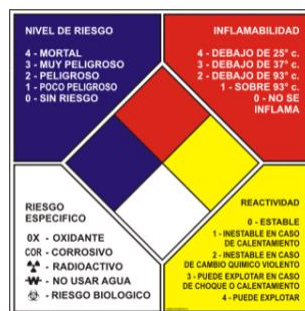 NIVEL DE RIESGO
4 - MORTAL
3 - MUY PELIGROSO
2 - PELIGROSO
1 - POCO PELIGROSO
0 - SIN RIESGO
INFLAMABILIDAD
4 - DEBAJO DE 25° c.
3 - DEBAJO DE 37° c.
2 - DEBAJO DE 93° c.
1 - SOBRE 93° c.
0 - NO SE
INFLAMA
RIESGO
ESPECIFICO
OX - OXIDANTE
COR - CORROSIVO
- RADIOACTIVO
W - NO USAR AGUA
- RIESGO BIOLOGICO
REACTIVIDAD
0 - ESTABLE
1 - INESTABLE EN CASO
DE CALENTAMIENTO
2 - INESTABLE EN CASO
DE CAMBIO QUIMICO VIOLENTO
3 - PUEDE EXPLOTAR EN CASO
DE CHOQUE O CALENTAMIENTO
4 - PUEDE EXPLOTAR